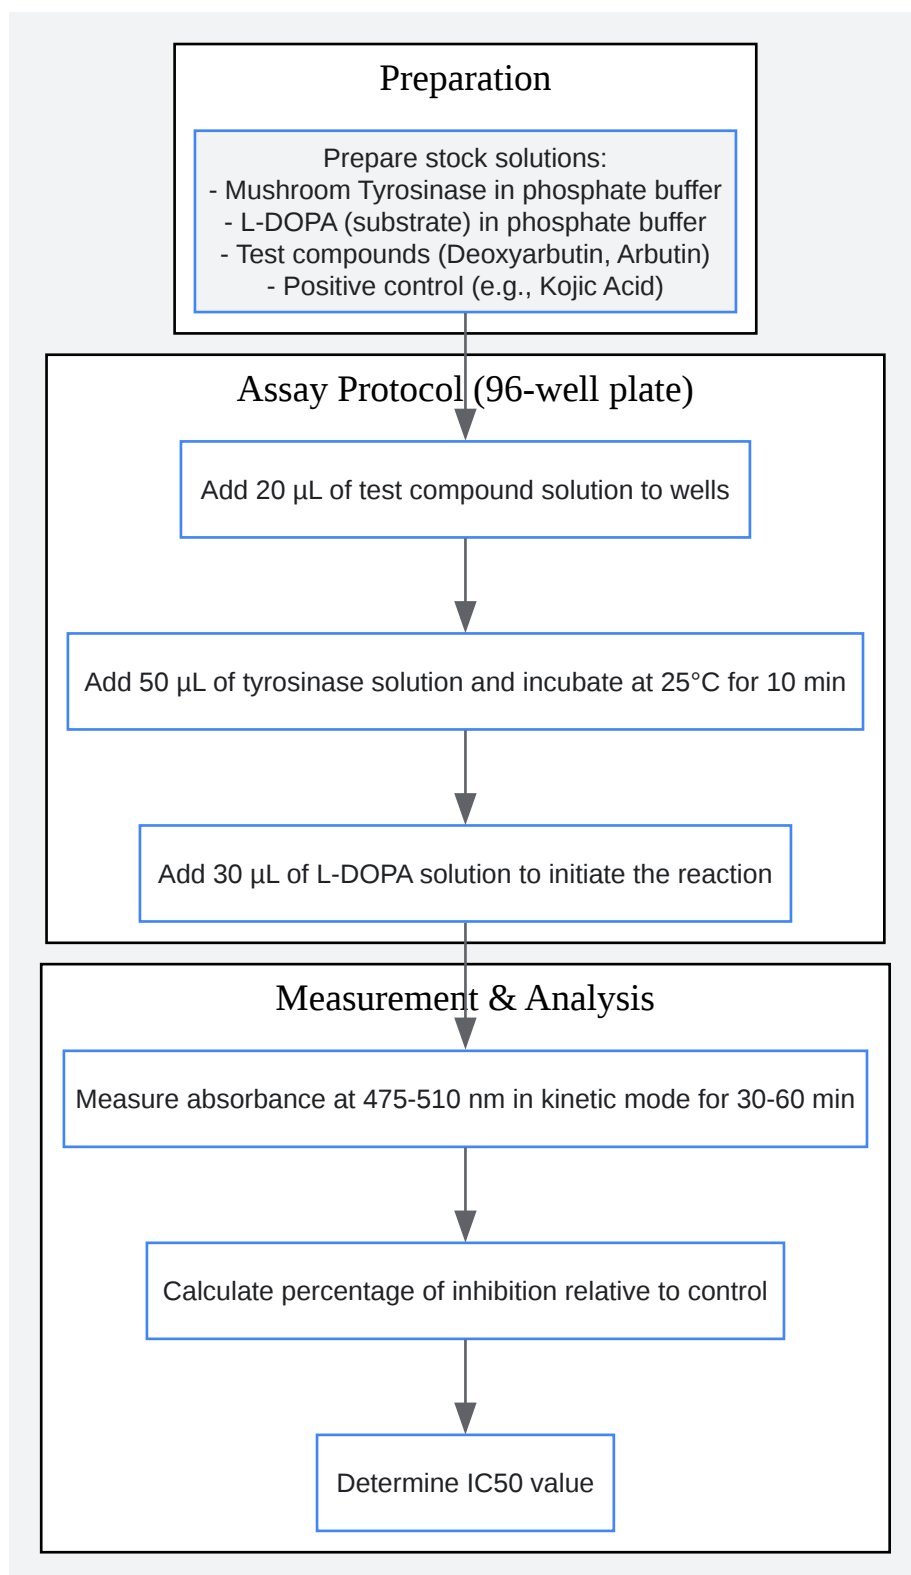 Preparation
Prepare stock solutions:
- Mushroom Tyrosinase in phosphate buffer
- L-DOPA (substrate) in phosphate buffer
- Test compounds (Deoxyarbutin, Arbutin)
- Positive control (e.g., Kojic Acid)
Assay Protocol (96-well plate)
Add 20 µL of test compound solution to wells
Add 50 µL of tyrosinase solution and incubate at 25°C for 10 min
Add 30 µL of L-DOPA solution to initiate the reaction
Measurement & Analysis
Measure absorbance at 475-510 nm in kinetic mode for 30-60 min
Calculate percentage of inhibition relative to control
Determine IC50 value